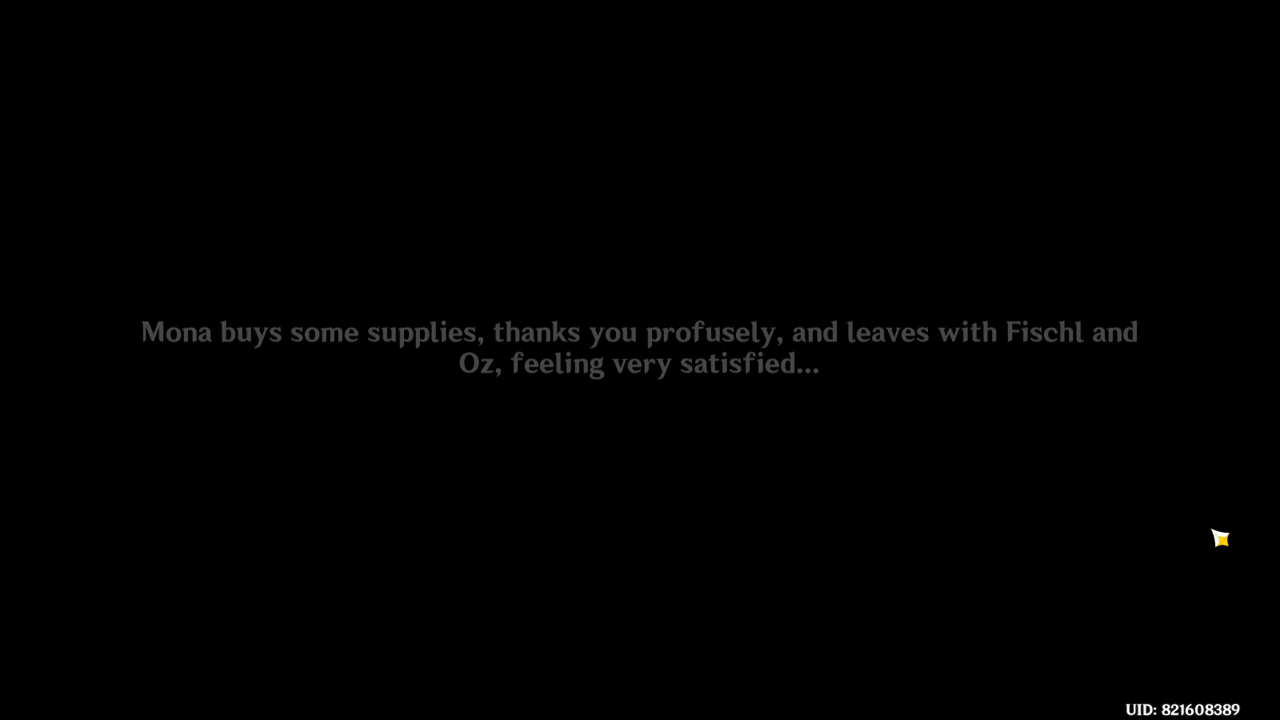 Mona buys some supplies, thanks you profusely, and leaves with Fischl and
Oz, feeling very satisfied...
UID: 821608389